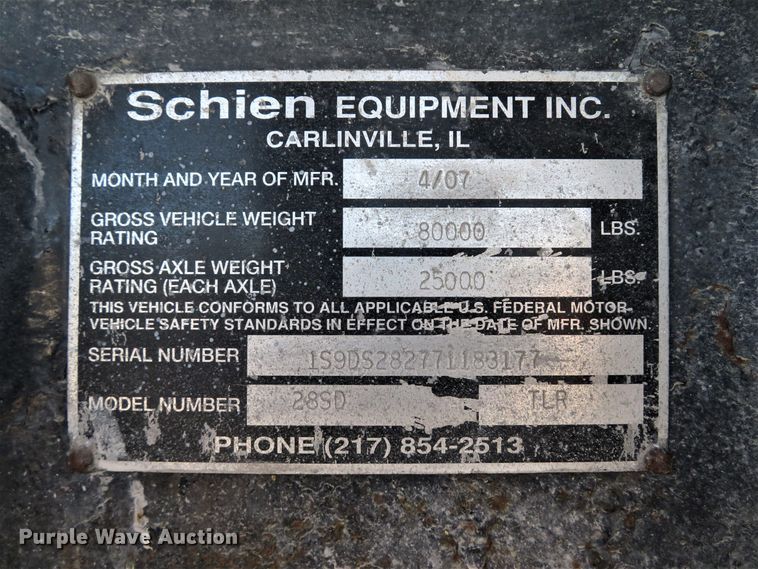 Schien EQUIPMENT INC.
CARLINVILLE, IL
MONTH AND YEAR OF MFR. 4/07
GROSS VEHICLE WEIGHT
RATING 80000 LBS.
GROSS AXLE WEIGHT
RATING (EACH AXLE) 25000 LBS.
THIS VEHICLE CONFORMS TO ALL APPLICABLE U.S. FEDERAL MOTOR
VEHICLE SAFETY STANDARDS IN EFFECT ON THE DATE OF MFR. SHOWN.
SERIAL NUMBER 1S9DS282771183177
MODEL NUMBER 28SD TLR
PHONE (217) 854-2513
Purple Wave Auction